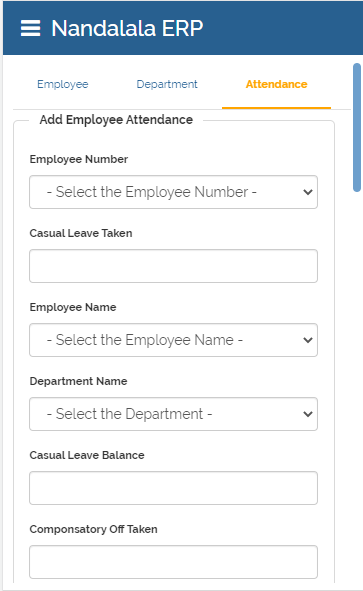 Nandalala ERP
Employee Department Attendance
Add Employee Attendance
Employee Number
- Select the Employee Number -
Casual Leave Taken
Employee Name
- Select the Employee Name -
Department Name
- Select the Department -
Casual Leave Balance
Componsatory Off Taken